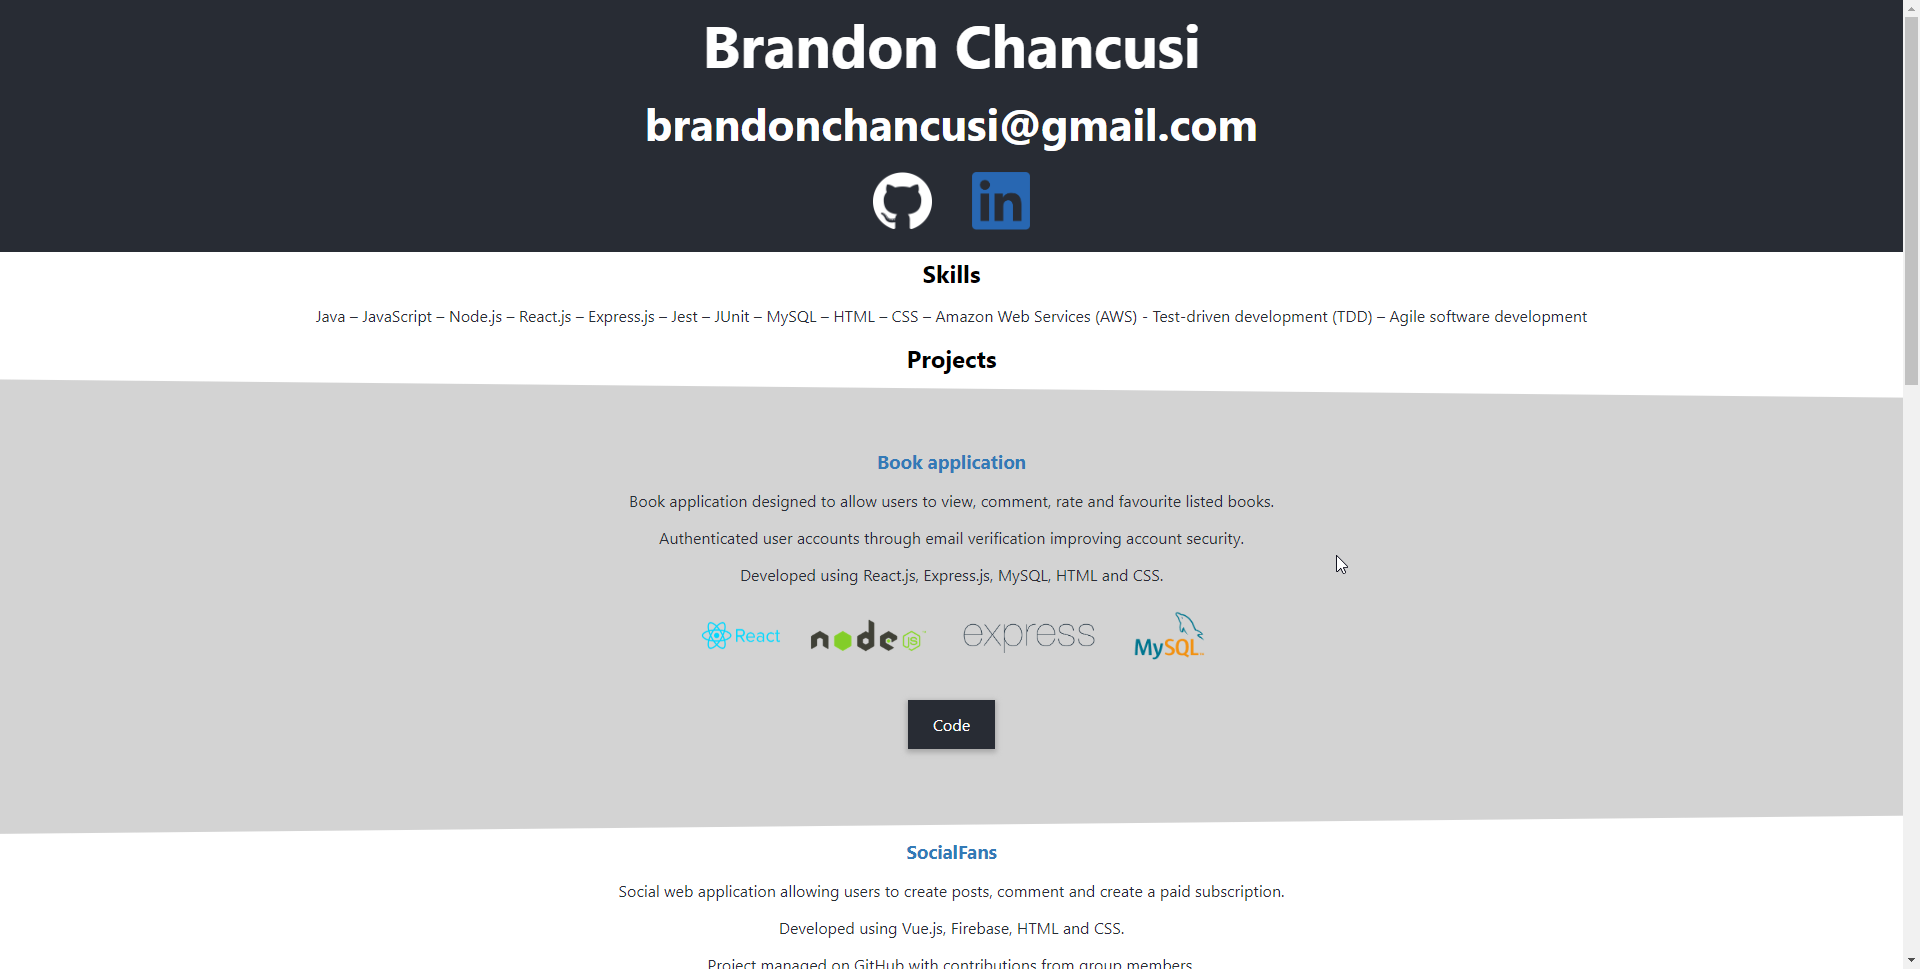 Brandon Chancusi
brandonchancusi@gmail.com
in
Skills
Java – JavaScript – Node.js – React.js – Express.js – Jest – JUnit – MySQL – HTML – CSS – Amazon Web Services (AWS) - Test-driven development (TDD) – Agile software development
Projects
Book application
Book application designed to allow users to view, comment, rate and favourite listed books.
Authenticated user accounts through email verification improving account security.
Developed using React.js, Express.js, MySQL, HTML and CSS.
React node JS express MySQL
Code
SocialFans
Social web application allowing users to create posts, comment and create a paid subscription.
Developed using Vue.js, Firebase, HTML and CSS.
Project managed on GitHub with contributions from group members